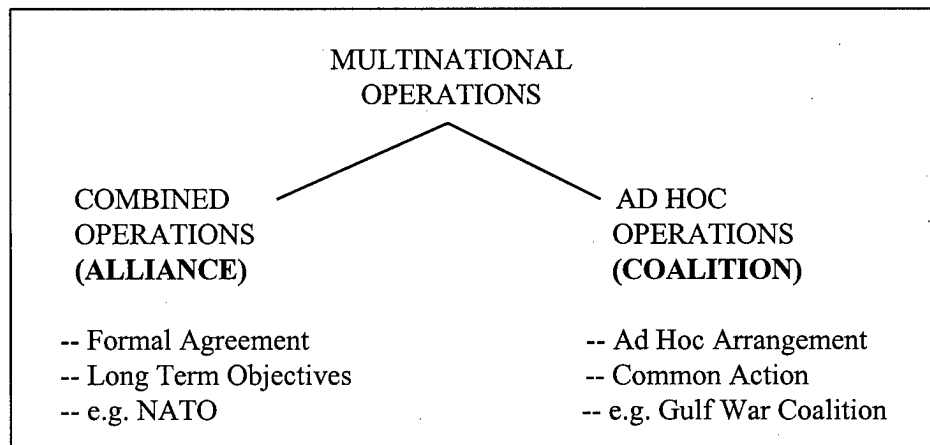 MULTINATIONAL
OPERATIONS
COMBINED
OPERATIONS
(ALLIANCE)
-- Formal Agreement
-- Long Term Objectives
-- e.g. NATO
AD HOC
OPERATIONS
(COALITION)
-- Ad Hoc Arrangement
-- Common Action
-- e.g. Gulf War Coalition